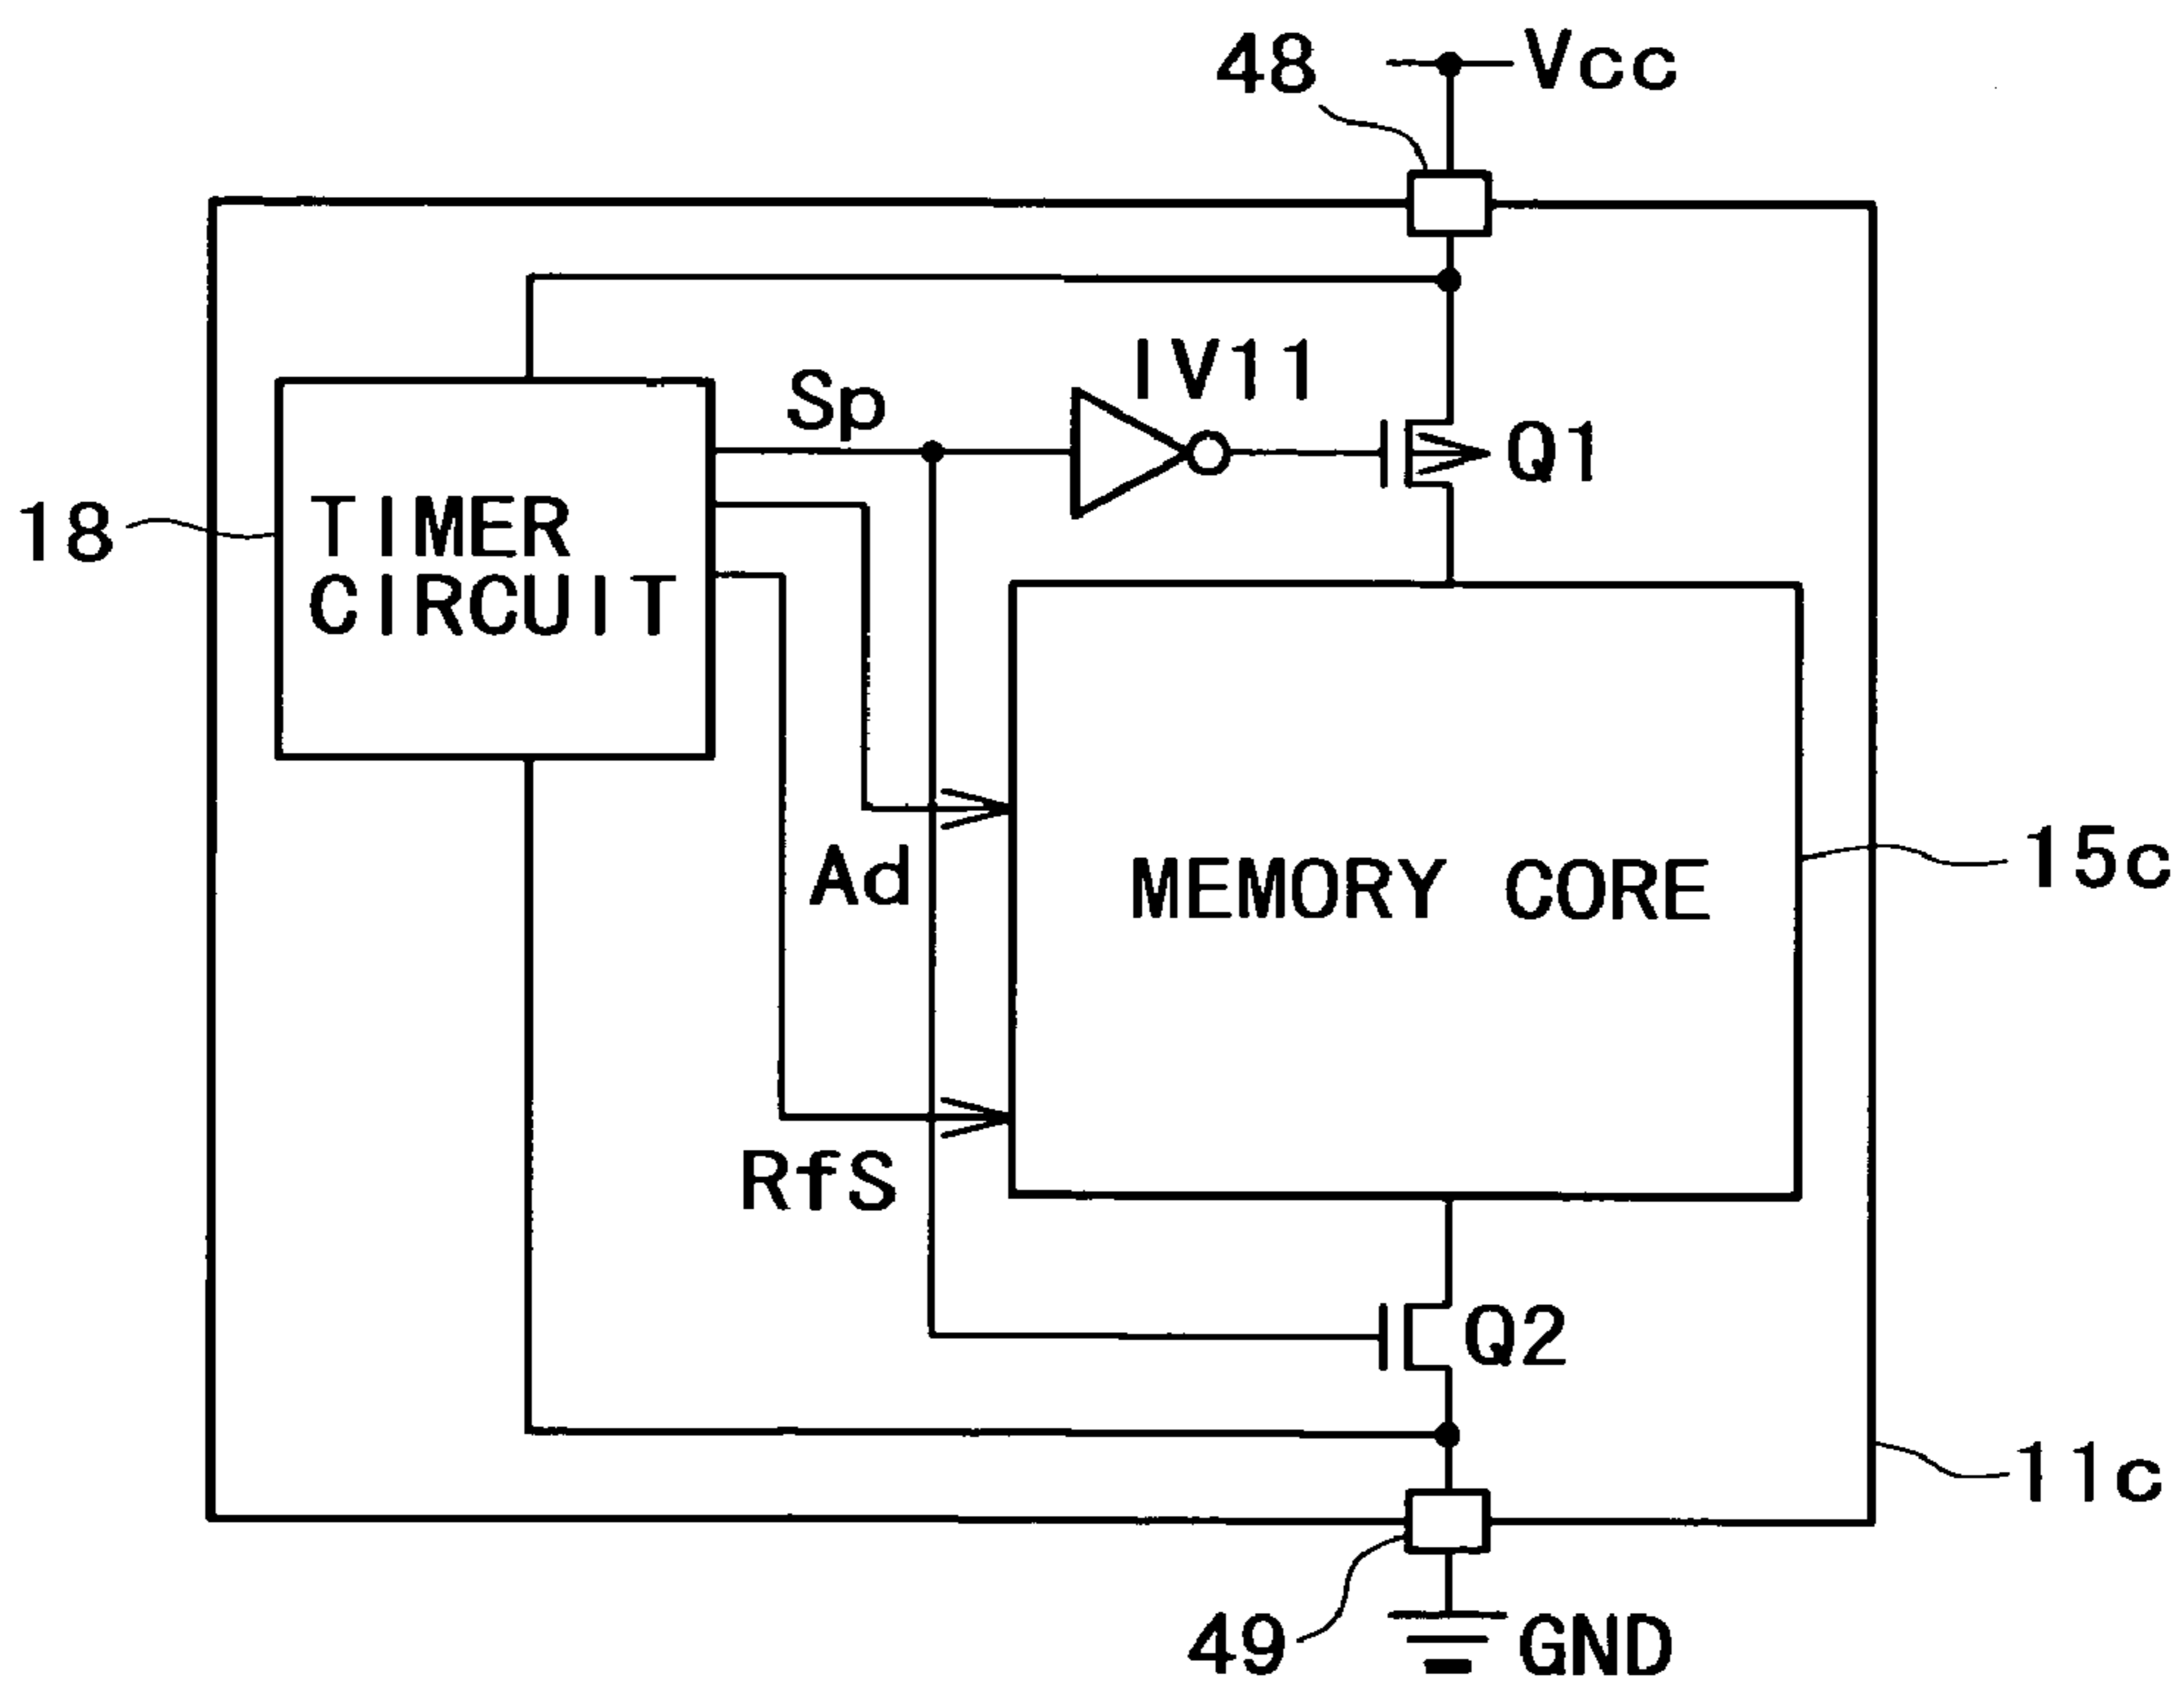 48
Vcc
IV11
Sp
Q1
18
TIMER
CIRCUIT
Ad
MEMORY CORE
15c
RfS
Q2
11c
49
GND